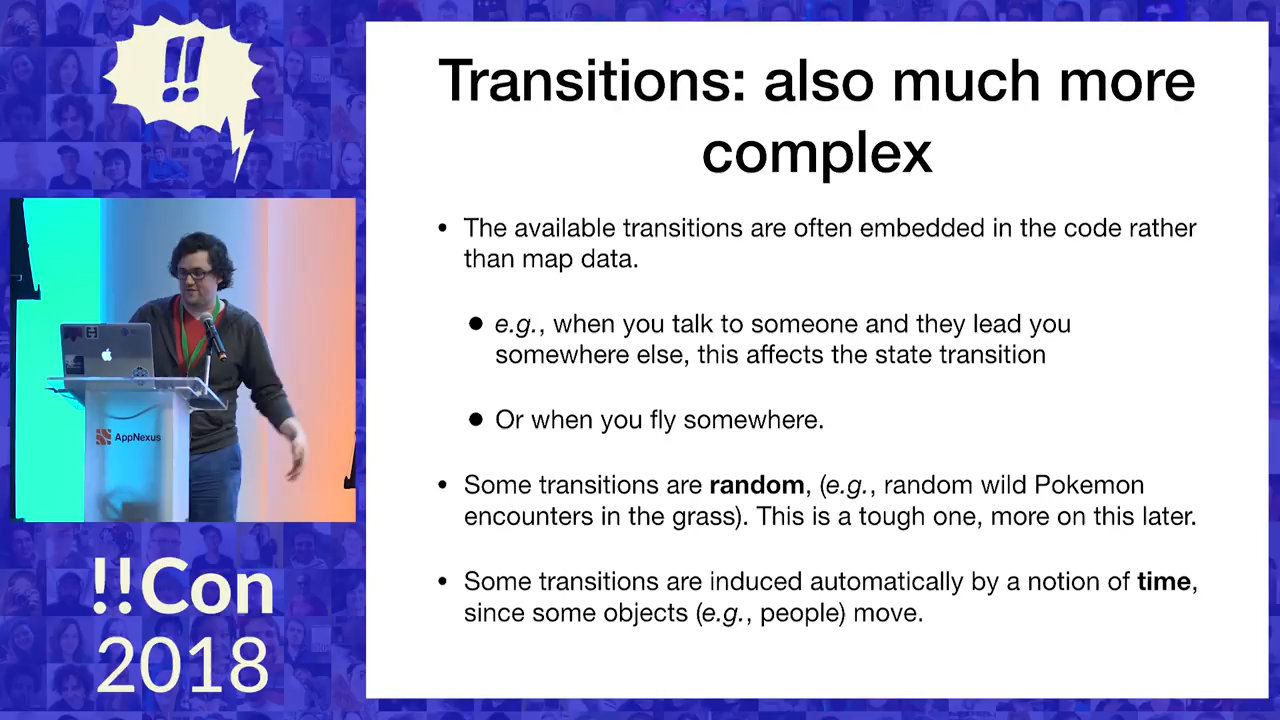 !!
AppNexus
!!Con
2018
Transitions: also much more
complex
• The available transitions are often embedded in the code rather
than map data.
• e.g., when you talk to someone and they lead you
somewhere else, this affects the state transition
• Or when you fly somewhere.
• Some transitions are random, (e.g., random wild Pokemon
encounters in the grass). This is a tough one, more on this later.
• Some transitions are induced automatically by a notion of time,
since some objects (e.g., people) move.